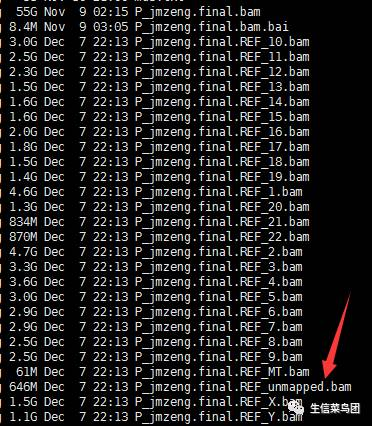 55G Nov  9 02:15 P_jmzeng.final.bam
8.4M Nov  9 03:05 P_jmzeng.final.bam.bai
3.0G Dec  7 22:13 P_jmzeng.final.REF_10.bam
2.5G Dec  7 22:13 P_jmzeng.final.REF_11.bam
2.3G Dec  7 22:13 P_jmzeng.final.REF_12.bam
1.5G Dec  7 22:13 P_jmzeng.final.REF_13.bam
1.6G Dec  7 22:13 P_jmzeng.final.REF_14.bam
1.6G Dec  7 22:13 P_jmzeng.final.REF_15.bam
2.0G Dec  7 22:13 P_jmzeng.final.REF_16.bam
1.8G Dec  7 22:13 P_jmzeng.final.REF_17.bam
1.5G Dec  7 22:13 P_jmzeng.final.REF_18.bam
1.4G Dec  7 22:13 P_jmzeng.final.REF_19.bam
4.6G Dec  7 22:13 P_jmzeng.final.REF_1.bam
1.3G Dec  7 22:13 P_jmzeng.final.REF_20.bam
834M Dec  7 22:13 P_jmzeng.final.REF_21.bam
870M Dec  7 22:13 P_jmzeng.final.REF_22.bam
4.7G Dec  7 22:13 P_jmzeng.final.REF_2.bam
3.3G Dec  7 22:13 P_jmzeng.final.REF_3.bam
3.6G Dec  7 22:13 P_jmzeng.final.REF_4.bam
3.0G Dec  7 22:13 P_jmzeng.final.REF_5.bam
2.9G Dec  7 22:13 P_jmzeng.final.REF_6.bam
2.9G Dec  7 22:13 P_jmzeng.final.REF_7.bam
2.5G Dec  7 22:13 P_jmzeng.final.REF_8.bam
2.5G Dec  7 22:13 P_jmzeng.final.REF_9.bam
61M Dec  7 22:13 P_jmzeng.final.REF_MT.bam
646M Dec  7 22:13 P_jmzeng.final.REF_unmapped.bam
1.5G Dec  7 22:13 P_jmzeng.final.REF_X.bam
1.1G Dec  7 22:13 P_jmzeng.final.REF_Y.bam
生信菜鸟团